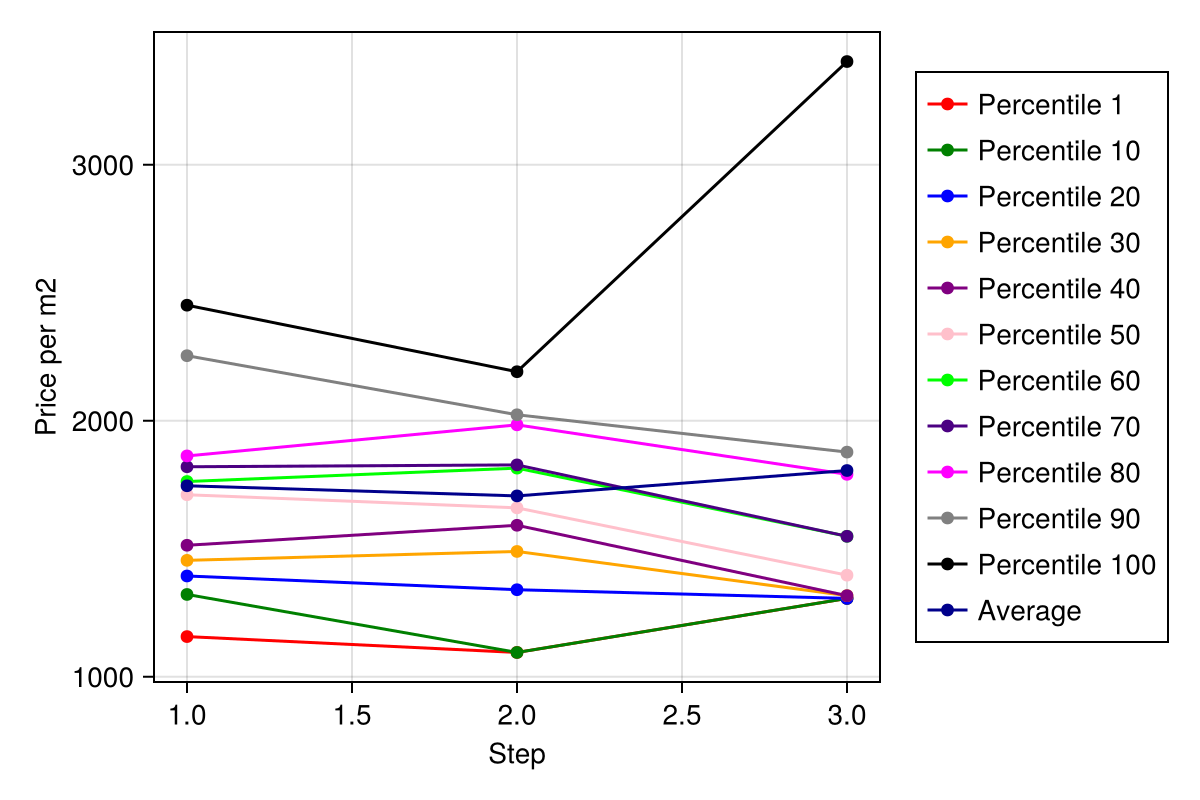 Price per m2
3000
2000
1000
1.0
1.5
2.0
2.5
3.0
Step
Percentile 1
Percentile 10
Percentile 20
Percentile 30
Percentile 40
Percentile 50
Percentile 60
Percentile 70
Percentile 80
Percentile 90
Percentile 100
Average